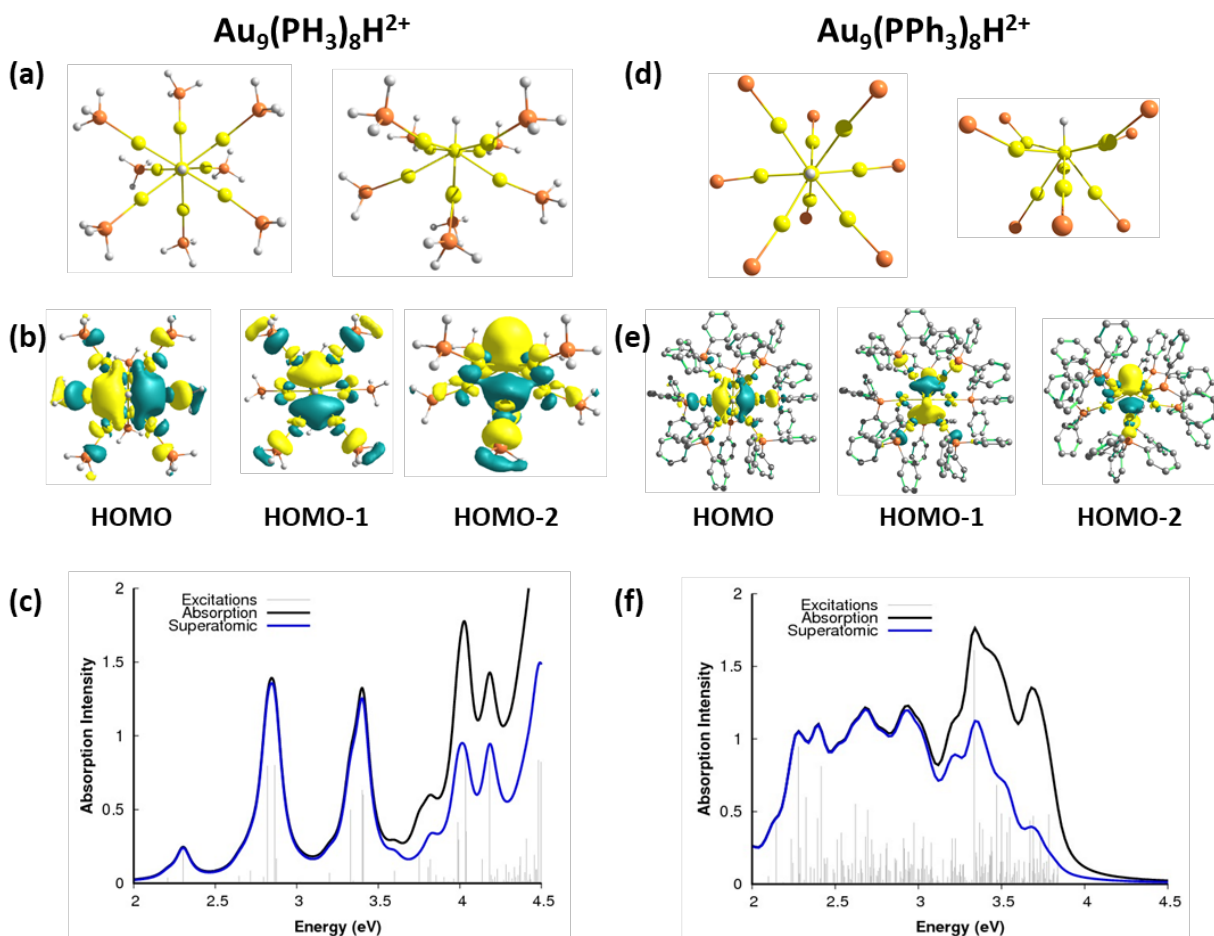 Au₉(PH₃)₈H²⁺
Au₉(PPh₃)₈H²⁺
(a)
(d)
(b)
(e)
HOMO
HOMO-1
HOMO-2
HOMO
HOMO-1
HOMO-2
(c)
Absorption Intensity
2
1.5
1
0.5
0
Excitations
Absorption
Superatomic
2
2.5
3
3.5
4
4.5
Energy (eV)
(f)
Absorption Intensity
2
1.5
1
0.5
0
Excitations
Absorption
Superatomic
2
2.5
3
3.5
4
4.5
Energy (eV)